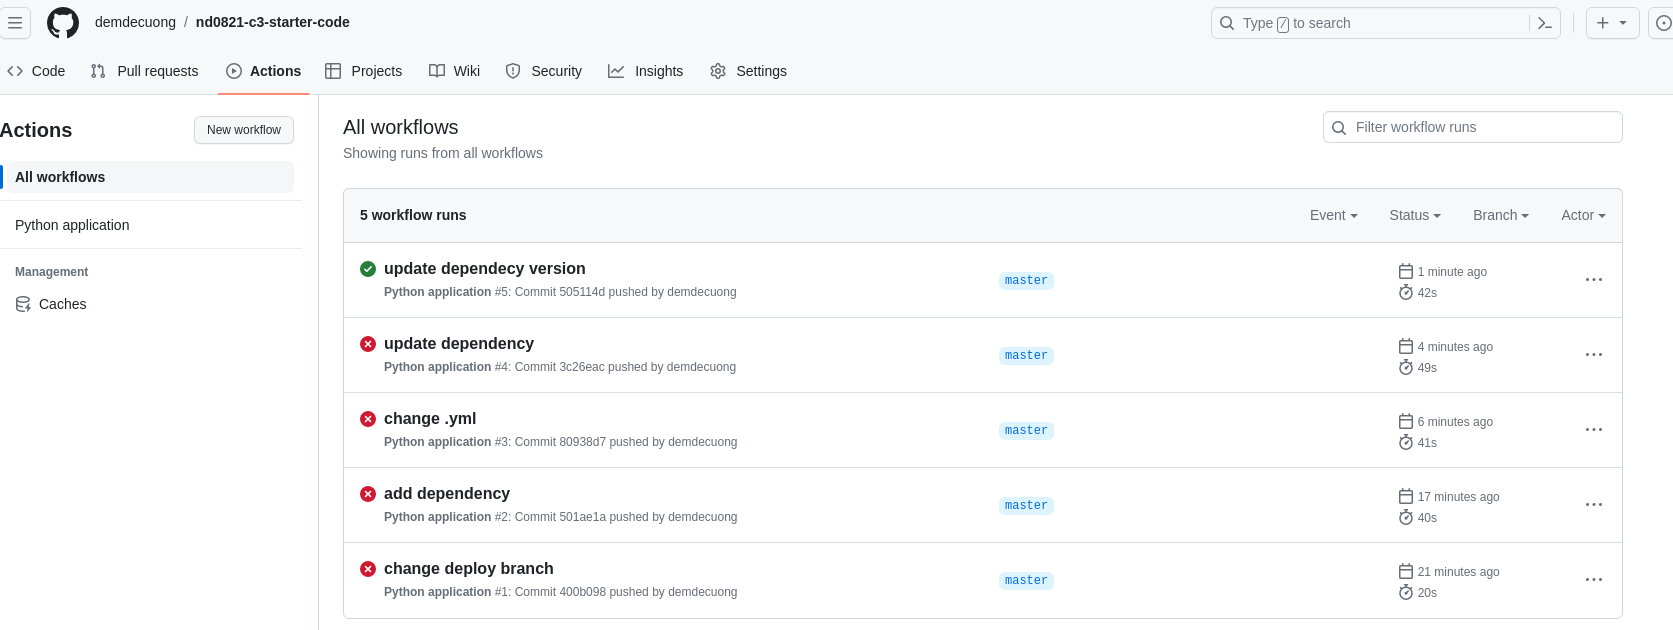 demdecuong / nd0821-c3-starter-code
Type / to search
Code Pull requests Actions Projects Wiki Security Insights Settings
Actions
New workflow
All workflows
Python application
Management
Caches
All workflows
Showing runs from all workflows
Filter workflow runs
5 workflow runs
Event Status Branch Actor
update dependecy version
Python application #5: Commit 505114d pushed by demdecuong
master
1 minute ago
42s
update dependency
Python application #4: Commit 3c26eac pushed by demdecuong
master
4 minutes ago
49s
change .yml
Python application #3: Commit 80938d7 pushed by demdecuong
master
6 minutes ago
41s
add dependency
Python application #2: Commit 501ae1a pushed by demdecuong
master
17 minutes ago
40s
change deploy branch
Python application #1: Commit 400b098 pushed by demdecuong
master
21 minutes ago
20s